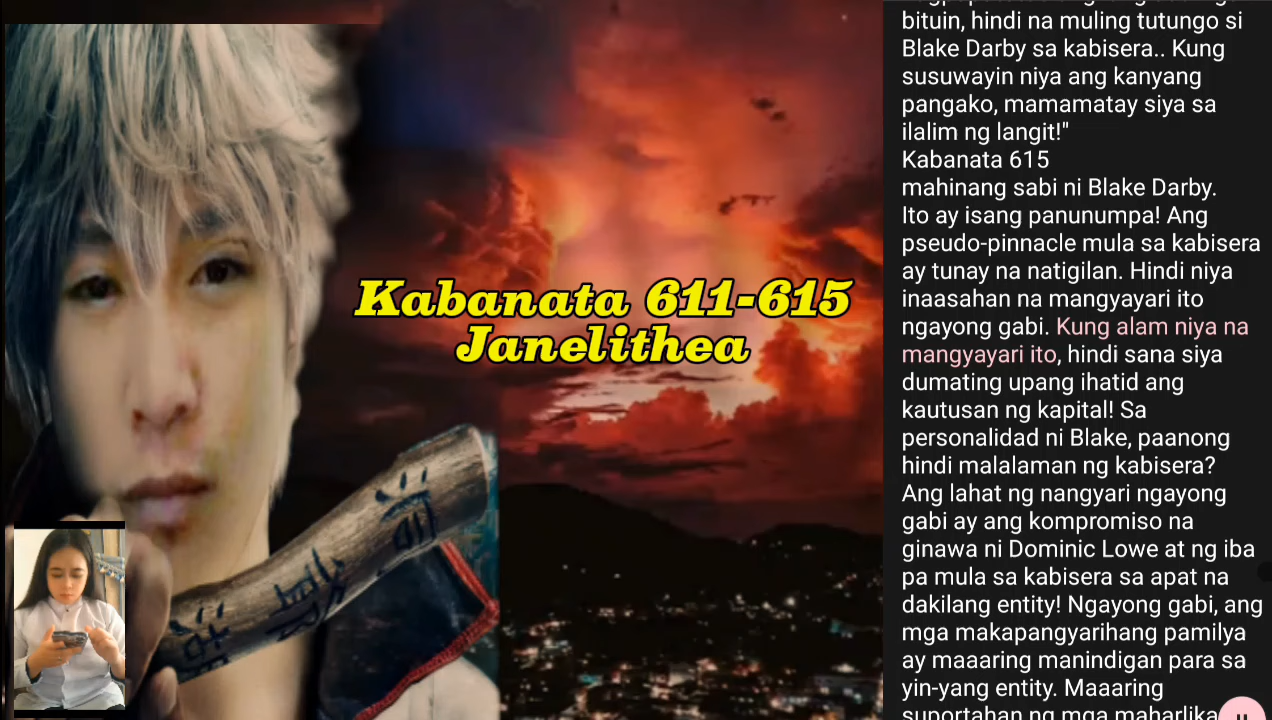 Kabanata 611-615
Janelithea
bituin, hindi na muling tutungo si
Blake Darby sa kabisera.. Kung
susuwayin niya ang kanyang
pangako, mamamatay siya sa
ilalim ng langit!"
Kabanata 615
mahinang sabi ni Blake Darby.
Ito ay isang panunumpa! Ang
pseudo-pinnacle mula sa kabisera
ay tunay na natigilan. Hindi niya
inaasahan na mangyayari ito
ngayong gabi. Kung alam niya na
mangyayari ito, hindi sana siya
dumating upang ihatid ang
kautusan ng kapital! Sa
personalidad ni Blake, paanong
hindi malalaman ng kabisera?
Ang lahat ng nangyari ngayong
gabi ay ang kompromiso na
ginawa ni Dominic Lowe at ng iba
pa mula sa kabisera sa apat na
dakilang entity! Ngayong gabi, ang
mga makapangyarihang pamilya
ay maaaring manindigan para sa
yin-yang entity. Maaaring
suportahan ng mga maharlika